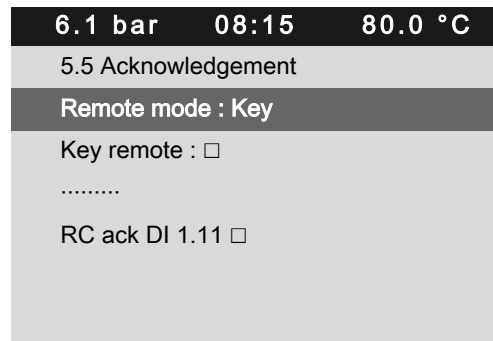 6.1 bar 08:15 80.0 °C
5.5 Acknowledgement
Remote mode : Key
Key remote : □
.........
RC ack DI 1.11 □